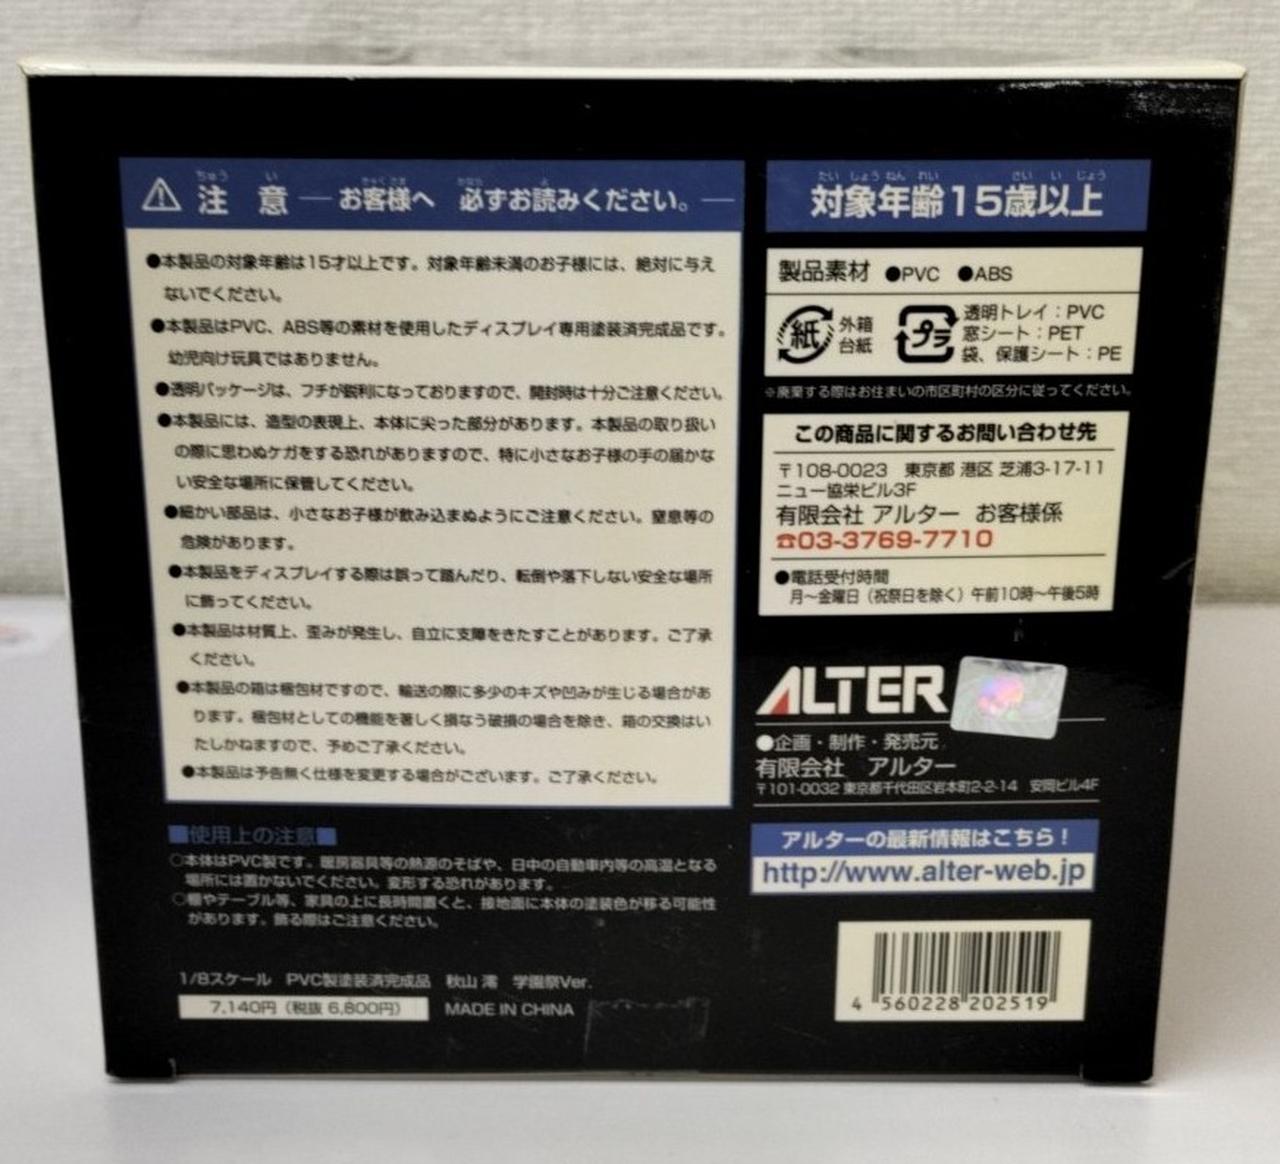 ちゅう い きゃく さま かなら よ
⚠注 意 ― お客様へ 必ずお読みください。―
●本製品の対象年齢は15才以上です。対象年齢未満のお子様には、絶対に与え
ないでください。
●本製品はPVC、ABS等の素材を使用したディスプレイ専用塗装済完成品です。
幼児向け玩具ではありません。
●透明パッケージは、フチが鋭利になっておりますので、開封時は十分ご注意ください。
●本製品には、造型の表現上、本体に尖った部分があります。本製品の取り扱い
の際に思わぬケガをする恐れがありますので、特に小さなお子様の手の届かな
い安全な場所に保管してください。
●細かい部品は、小さなお子様が飲み込まぬようにご注意ください。窒息等の
危険があります。
●本製品をディスプレイする際は誤って踏んだり、転倒や落下しない安全な場所
に飾ってください。
●本製品は材質上、歪みが発生し、自立に支障をきたすことがあります。ご了承
ください。
●本製品の箱は梱包材ですので、輸送の際に多少のキズや凹みが生じる場合があ
ります。梱包材としての機能を著しく損なう破損の場合を除き、箱の交換はい
たしかねますので、予めご了承ください。
●本製品は予告無く仕様を変更する場合がございます。ご了承ください。
■使用上の注意■
○本体はPVC製です。暖房器具等の熱源のそばや、日中の自動車内等の高温となる
場所には置かないでください。変形する恐れがあります。
○棚やテーブル等、家具の上に長時間置くと、接地面に本体の塗装色が移る可能性
があります。飾る際はご注意ください。
1/8スケール PVC製塗装済完成品 秋山 澪 学園祭Ver.
7,140円（税抜 6,800円） MADE IN CHINA
たい しょう ねん れい さい い じょう
対象年齢15歳以上
製品素材 ●PVC ●ABS
紙 外箱
台紙
プラ 透明トレイ：PVC
窓シート：PET
袋、保護シート：PE
※廃棄する際はお住まいの市区町村の区分に従ってください。
この商品に関するお問い合わせ先
〒108-0023 東京都 港区 芝浦3-17-11
ニュー協栄ビル3F
有限会社 アルター お客様係
☎03-3769-7710
●電話受付時間
月～金曜日（祝祭日を除く）午前10時～午後5時
ALTER
●企画・制作・発売元
有限会社 アルター
〒101-0032 東京都千代田区岩本町2-2-14 安岡ビル4F
アルターの最新情報はこちら！
http://www.alter-web.jp
4 560228 202519